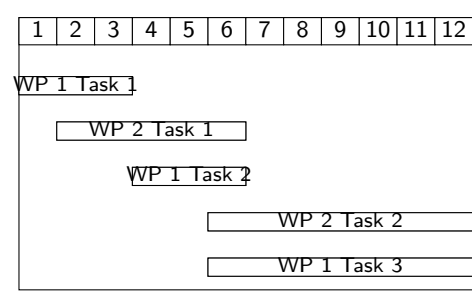 1 2 3 4 5 6 7 8 9 10 11 12
WP 1 Task 1
WP 2 Task 1
WP 1 Task 2
WP 2 Task 2
WP 1 Task 3